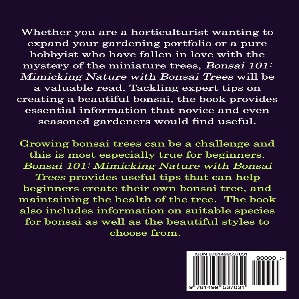 Whether you are a horticulturist wanting to
expand your gardening portfolio or a pure
hobbyist who have fallen in love with the
mystery of the miniature trees, Bonsai 101:
Mimicking Nature with Bonsai Trees will be
a valuable read. Tackling expert tips on
creating a beautiful bonsai, the book provides
essential information that novice and even
seasoned gardeners would find useful.
Growing bonsai trees can be a challenge and
this is most especially true for beginners.
Bonsai 101: Mimicking Nature with Bonsai
Trees provides useful tips that can help
beginners create their own bonsai tree, and
maintaining the health of the tree. The book
also includes information on suitable species
for bonsai as well as the beautiful styles to
choose from.
90000